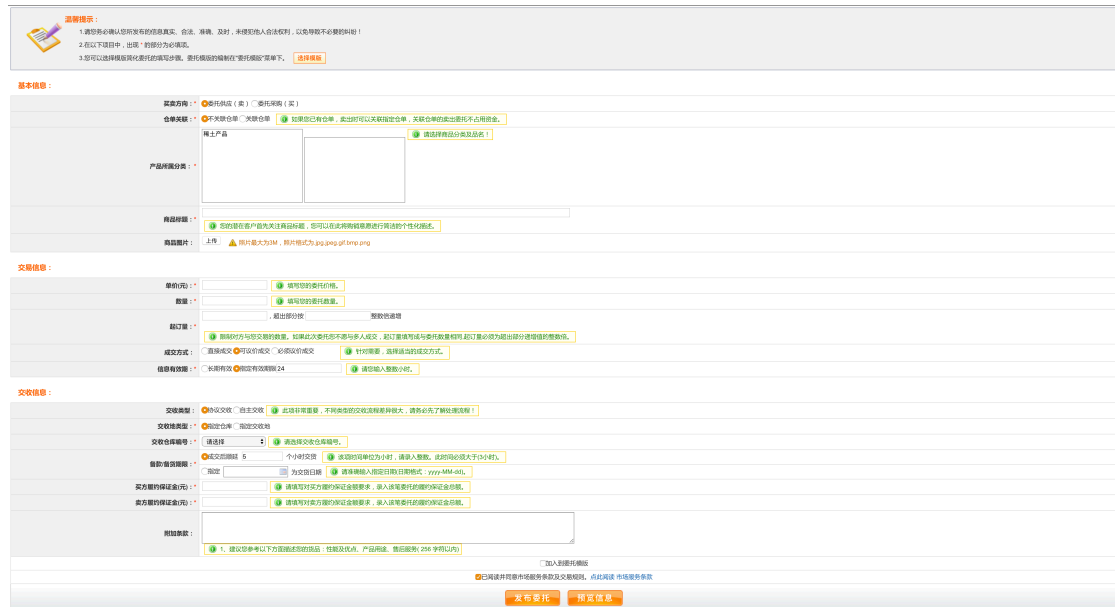 温馨提示：
1.请您务必确认您所发布的信息真实、合法、准确、及时，未侵犯他人合法权利，以免导致不必要的纠纷！
2.在以下项目中，出现 * 的部分为必填项。
3.您可以选择模版简化委托的填写步骤。委托模版的编制在"委托模版"菜单下。 选择模版
基本信息：
买卖方向：* 委托供应（卖） 委托采购（买）
仓单关联：* 不关联仓单 关联仓单 如果您已有仓单，卖出时可以关联指定仓单，关联仓单的卖出委托不占用资金。
稀土产品 请选择商品分类及品名！
产品所属分类：*
商品标题：*
您的潜在客户首先关注商品标题，您可以在此将购销意愿进行简洁的个性化描述。
商品图片： 上传 照片最大为3M，照片格式为.jpg.jpeg.gif.bmp.png
交易信息：
单价(元)：* 填写您的委托价格。
数量：* 填写您的委托数量。
，超出部分按 整数倍递增
起订量：*
限制对方与您交易的数量。如果此次委托您不愿与多人成交，起订量填写成与委托数量相同.起订量必须为超出部分递增值的整数倍。
成交方式： 直接成交 可议价成交 必须议价成交 针对需要，选择适当的成交方式。
信息有效期：* 长期有效 指定有效期限 24 请您输入整数小时。
交收信息：
交收类型： 协议交收 自主交收 此项非常重要，不同类型的交收流程差异很大，请务必先了解处理流程！
交收地类型：* 指定仓库 指定交收地
交收仓库编号：* 请选择 请选择交收仓库编号。
备款/备货期限：* 成交后顺延 5 个小时交货 该项时间单位为小时，请录入整数。此时间必须大于(3小时)。
指定 为交货日期 请准确输入指定日期(日期格式：yyyy-MM-dd)。
买方履约保证金(元)：* 请填写对买方履约保证金额要求，录入该笔委托的履约保证金总额。
卖方履约保证金(元)：* 请填写对卖方履约保证金额要求，录入该笔委托的履约保证金总额。
附加条款：
1、建议您参考以下方面描述您的货品：性能及优点、产品用途、售后服务( 256 字符以内)
加入到委托模版
已阅读并同意市场服务条款及交易规则。点此阅读 市场服务条款
发布委托 预览信息